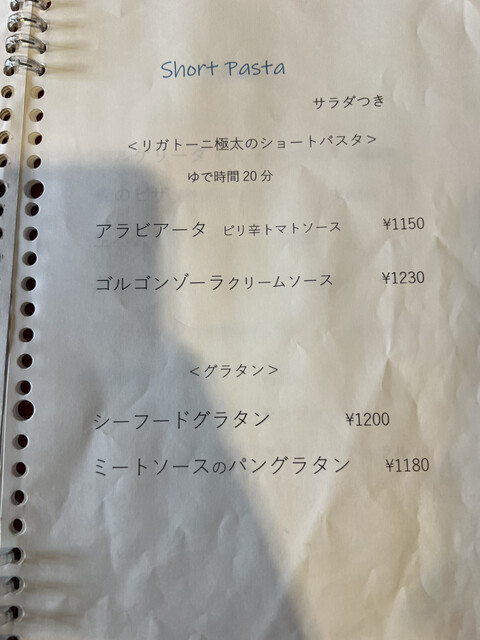 Short Pasta
サラダつき
＜リガトーニ極太のショートパスタ＞
ゆで時間 20 分
アラビアータ ピリ辛トマトソース ¥1150
ゴルゴンゾーラクリームソース ¥1230
＜グラタン＞
シーフードグラタン ¥1200
ミートソースのパングラタン ¥1180